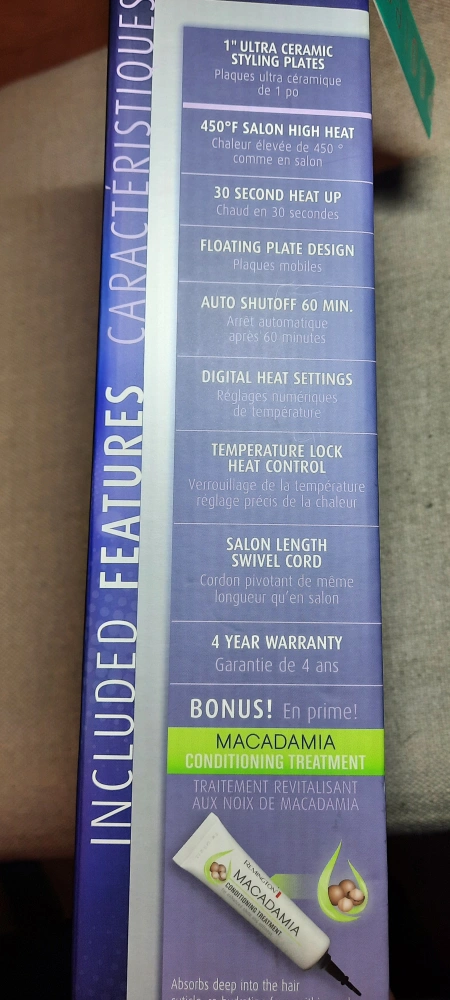 INCLUDED FEATURES CARACTÉRISTIQUES
1" ULTRA CERAMIC
STYLING PLATES
Plaques ultra céramique
de 1 po
450°F SALON HIGH HEAT
Chaleur élevée de 450 °
comme en salon
30 SECOND HEAT UP
Chaud en 30 secondes
FLOATING PLATE DESIGN
Plaques mobiles
AUTO SHUTOFF 60 MIN.
Arrêt automatique
après 60 minutes
DIGITAL HEAT SETTINGS
Réglages numériques
de température
TEMPERATURE LOCK
HEAT CONTROL
Verrouillage de la température
réglage précis de la chaleur
SALON LENGTH
SWIVEL CORD
Cordon pivotant de même
longueur qu'en salon
4 YEAR WARRANTY
Garantie de 4 ans
BONUS! En prime!
MACADAMIA
CONDITIONING TREATMENT
TRAITEMENT REVITALISANT
AUX NOIX DE MACADAMIA
REMINGTON
MACADAMIA
CONDITIONING TREATMENT
Absorbs deep into the hair